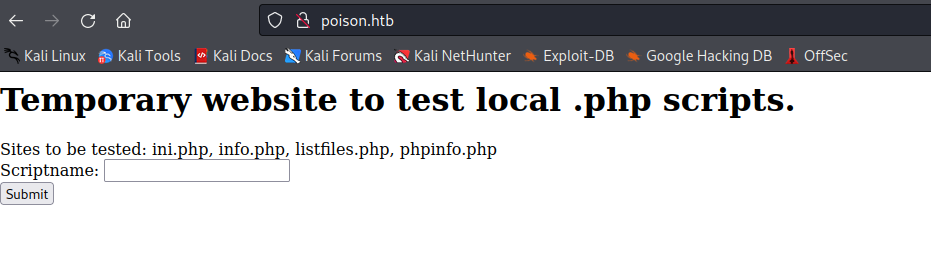 poison.htb
Kali Linux Kali Tools Kali Docs Kali Forums Kali NetHunter Exploit-DB Google Hacking DB OffSec
Temporary website to test local .php scripts.
Sites to be tested: ini.php, info.php, listfiles.php, phpinfo.php
Scriptname:
Submit